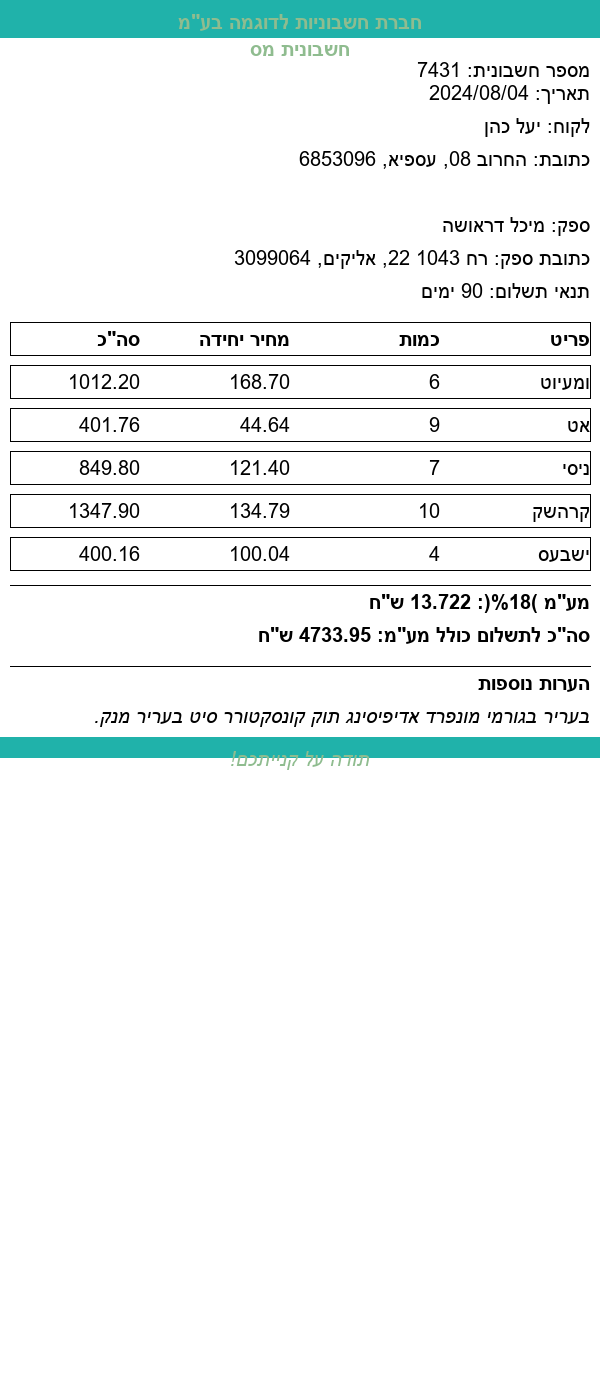 חברת חשבוניות לדוגמה בע"מ
חשבונית מס
מספר חשבונית: 7431
תאריך: 2024/08/04
לקוח: יעל כהן
כתובת: החרוב 08, עספיא, 6853096
ספק: מיכל דראושה
כתובת ספק: רח 1043 22, אליקים, 3099064
תנאי תשלום: 90 ימים
פריט כמות מחיר יחידה סה"כ
ומעיוט 6 168.70 1012.20
אט 9 44.64 401.76
ניסי 7 121.40 849.80
קרהשק 10 134.79 1347.90
ישבעס 4 100.04 400.16
מע"מ )18%(: 13.722 ש"ח
סה"כ לתשלום כולל מע"מ: 4733.95 ש"ח
הערות נוספות
בעריר בגורמי מונפרד אדיפיסינג תוק קונסקטורר סיט בעריר מנק.
תודה על קנייתכם!